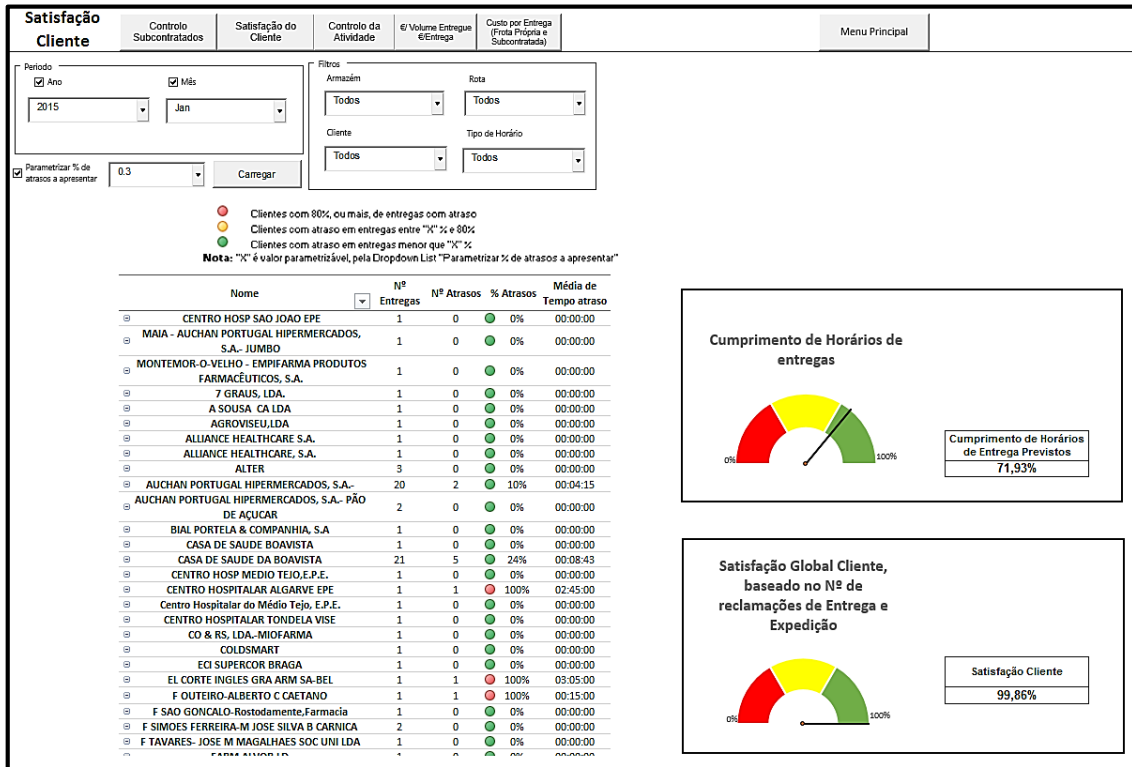 Satisfação
Cliente
Controlo
Subcontratados
Satisfação do
Cliente
Controlo da
Atividade
€/ Volume Entregue
€/Entrega
Custo por Entrega
(Frota Própria e
Subcontratada)
Menu Principal
Periodo
Ano
Mês
2015
Jan
Filtros
Armazém
Rota
Todos
Todos
Cliente
Tipo de Horário
Todos
Todos
Parametrizar % de
atrasos a apresentar
0.3
Carregar
Clientes com 80%, ou mais, de entregas com atraso
Clientes com atraso em entregas entre "X" % e 80%
Clientes com atraso em entregas menor que "X" %
Nota: "X" é valor parametrizável, pela Dropdown List "Parametrizar % de atrasos a apresentar"
Nome Nº Entregas Nº Atrasos % Atrasos Média de Tempo atraso
CENTRO HOSP SAO JOAO EPE 1 0 0% 00:00:00
MAIA - AUCHAN PORTUGAL HIPERMERCADOS,
S.A.- JUMBO 1 0 0% 00:00:00
MONTEMOR-O-VELHO - EMPIFARMA PRODUTOS
FARMACÊUTICOS, S.A. 1 0 0% 00:00:00
7 GRAUS, LDA. 1 0 0% 00:00:00
A SOUSA CA LDA 1 0 0% 00:00:00
AGROVISEU,LDA 1 0 0% 00:00:00
ALLIANCE HEALTHCARE S.A. 1 0 0% 00:00:00
ALLIANCE HEALTHCARE, S.A. 1 0 0% 00:00:00
ALTER 3 0 0% 00:00:00
AUCHAN PORTUGAL HIPERMERCADOS, S.A.- 20 2 10% 00:04:15
AUCHAN PORTUGAL HIPERMERCADOS, S.A.- PÃO
DE AÇUCAR 2 0 0% 00:00:00
BIAL PORTELA & COMPANHIA, S.A 1 0 0% 00:00:00
CASA DE SAUDE BOAVISTA 1 0 0% 00:00:00
CASA DE SAUDE DA BOAVISTA 21 5 24% 00:08:43
CENTRO HOSP MEDIO TEJO,E.P.E. 1 0 0% 00:00:00
CENTRO HOSPITALAR ALGARVE EPE 1 1 100% 02:45:00
Centro Hospitalar do Médio Tejo, E.P.E. 1 0 0% 00:00:00
CENTRO HOSPITALAR TONDELA VISE 1 0 0% 00:00:00
CO & RS, LDA.-MIOFARMA 1 0 0% 00:00:00
COLDSMART 1 0 0% 00:00:00
ECI SUPERCOR BRAGA 1 0 0% 00:00:00
EL CORTE INGLES GRA ARM SA-BEL 1 1 100% 03:05:00
F OUTEIRO-ALBERTO C CAETANO 1 1 100% 00:15:00
F SAO GONCALO-Rostodamente,Farmacia 1 0 0% 00:00:00
F SIMOES FERREIRA-M JOSE SILVA B CARNICA 2 0 0% 00:00:00
F TAVARES- JOSE M MAGALHAES SOC UNI LDA 1 0 0% 00:00:00
Cumprimento de Horários de
entregas
0%
100%
Cumprimento de Horários
de Entrega Previstos
71,93%
Satisfação Global Cliente,
baseado no Nº de
reclamações de Entrega e
Expedição
0%
100%
Satisfação Cliente
99,86%